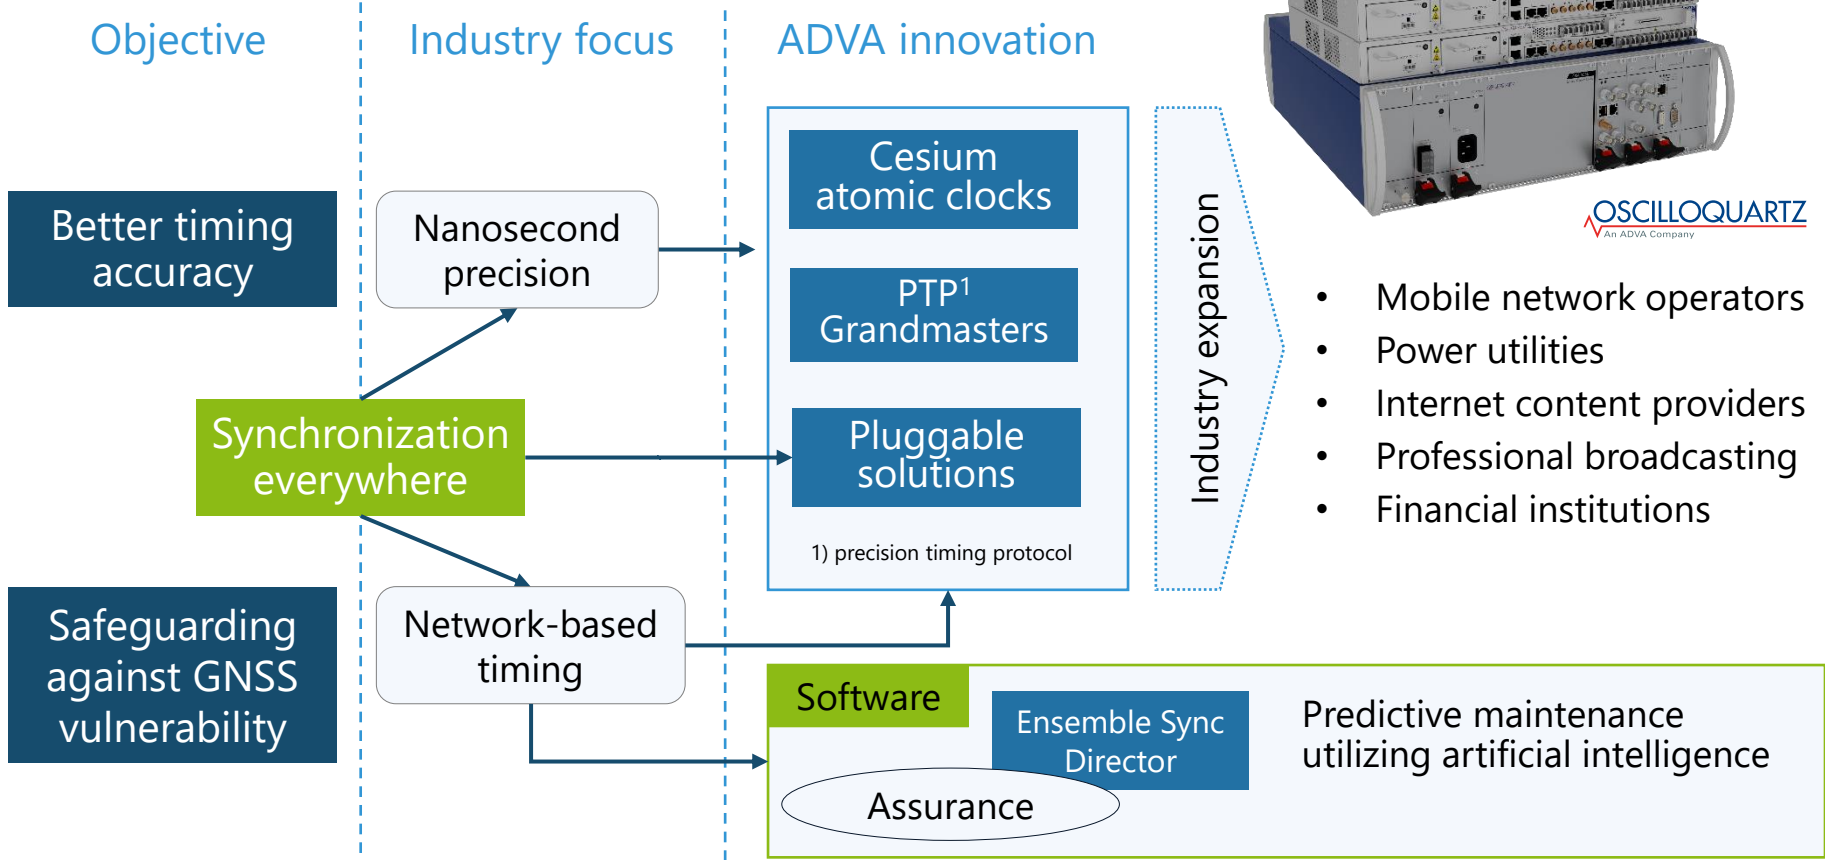 Objective
Industry focus
ADVA innovation
Better timing
accuracy
Nanosecond
precision
Cesium
atomic clocks
PTP¹
Grandmasters
Synchronization
everywhere
Pluggable
solutions
1) precision timing protocol
Industry expansion
OSCILLOQUARTZ
An ADVA Company
• Mobile network operators
• Power utilities
• Internet content providers
• Professional broadcasting
• Financial institutions
Safeguarding
against GNSS
vulnerability
Network-based
timing
Software
Ensemble Sync
Director
Assurance
Predictive maintenance
utilizing artificial intelligence